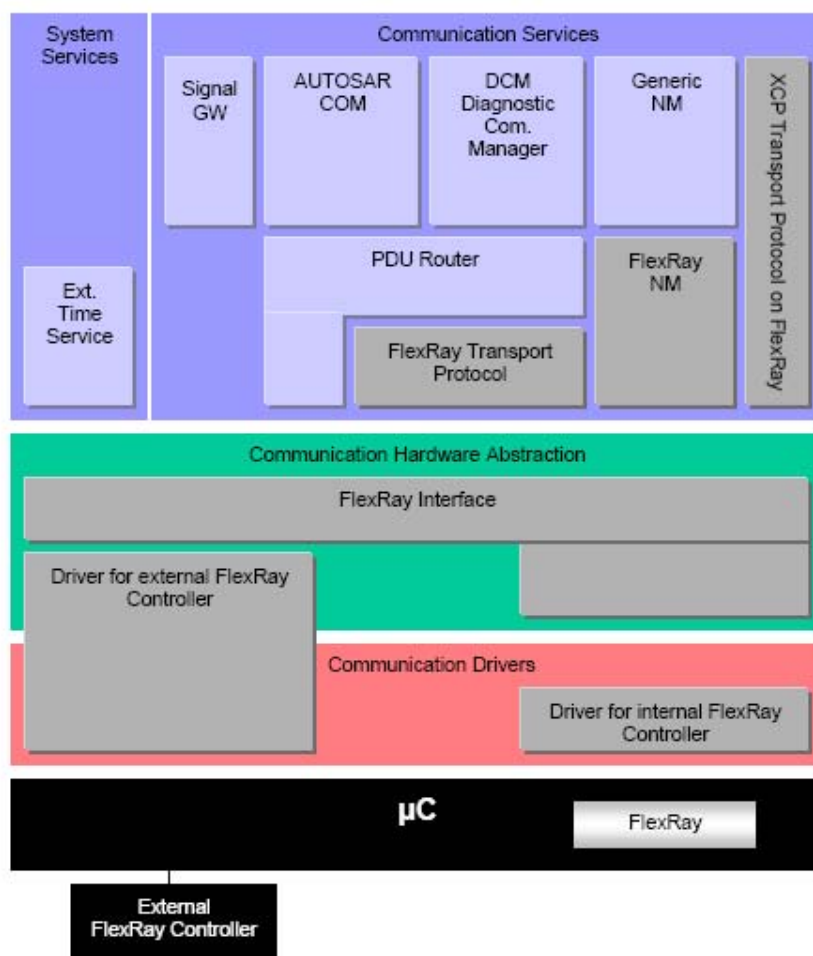 System
Services
Communication Services
Signal
GW
AUTOSAR
COM
DCM
Diagnostic
Com.
Manager
Generic
NM
XCP Transport Protocol on FlexRay
PDU Router
FlexRay
NM
Ext.
Time
Service
FlexRay Transport
Protocol
Communication Hardware Abstraction
FlexRay Interface
Driver for external FlexRay
Controller
Communication Drivers
Driver for internal FlexRay
Controller
µC
FlexRay
External
FlexRay Controller